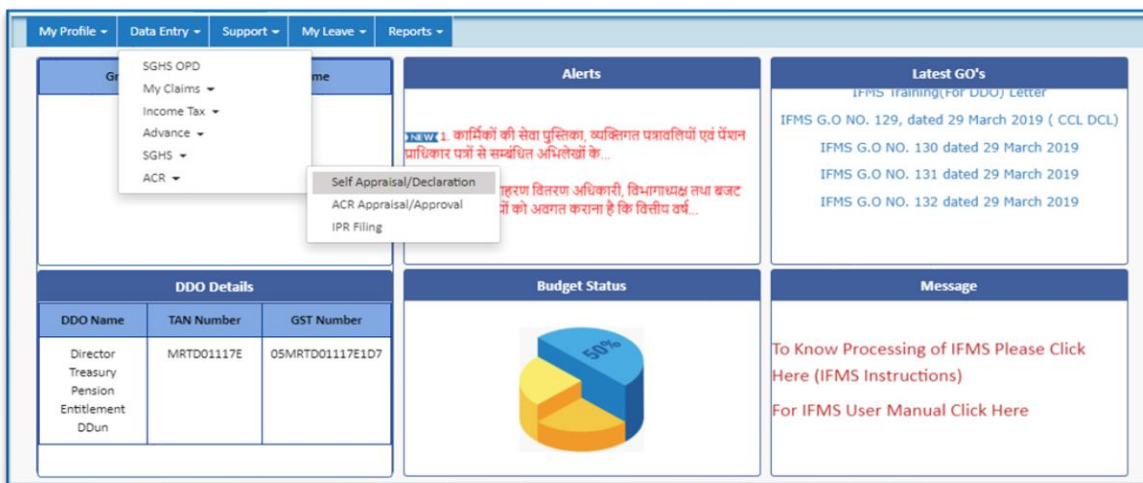 My Profile Data Entry Support My Leave Reports
SGHS OPD
My Claims
Income Tax
Advance
SGHS
ACR
Self Appraisal/Declaration
ACR Appraisal/Approval
IPR Filing
Alerts
NEW 1. कार्मिकों की सेवा पुस्तिका, व्यक्तिगत पत्रावलियों एवं पेंशन
प्राधिकार पत्रों से सम्बंधित अभिलेखों के...
वितरण अधिकारी, विभागाध्यक्ष तथा बजट
को अवगत कराना है कि वित्तीय वर्ष...
Latest GO's
IFMS Training(For DDO) Letter
IFMS G.O NO. 129, dated 29 March 2019 ( CCL DCL)
IFMS G.O NO. 130 dated 29 March 2019
IFMS G.O NO. 131 dated 29 March 2019
IFMS G.O NO. 132 dated 29 March 2019
DDO Details
DDO Name TAN Number GST Number
Director MRTD01117E 05MRTD01117E1D7
Treasury
Pension
Entitlement
DDun
Budget Status
50%
Message
To Know Processing of IFMS Please Click
Here (IFMS Instructions)
For IFMS User Manual Click Here